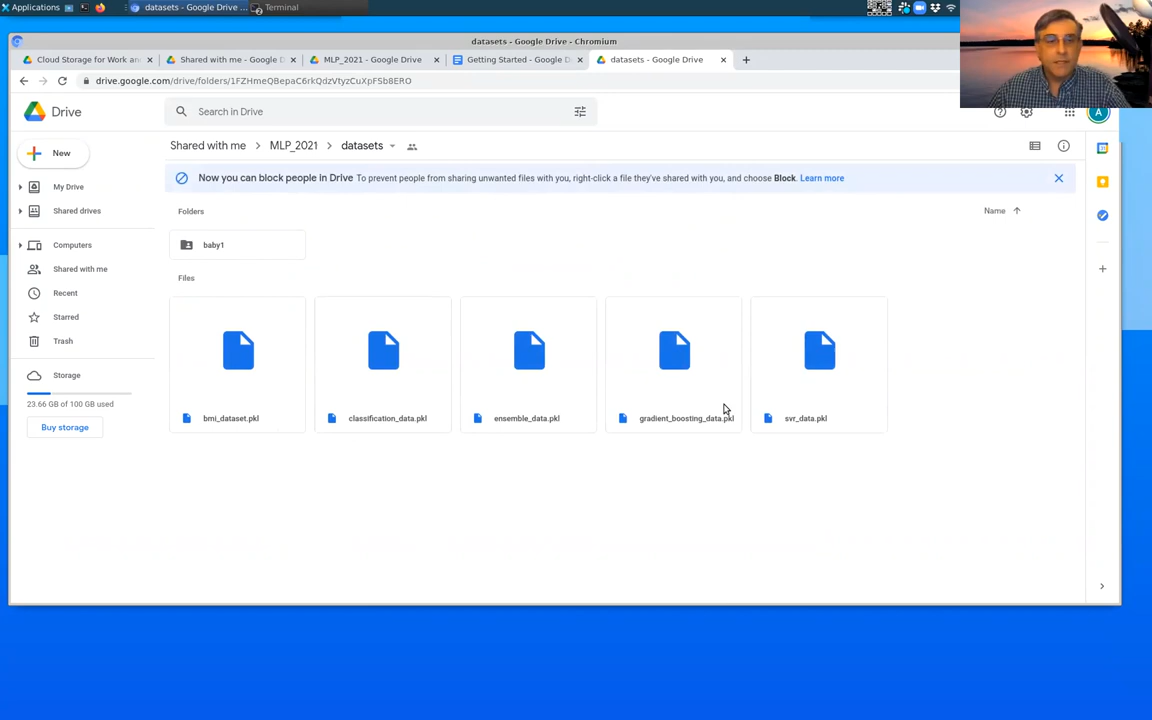 Applications
datasets - Google Drive ...
Terminal
datasets - Google Drive - Chromium
Cloud Storage for Work an
Shared with me - Google D
MLP_2021 - Google Drive
Getting Started - Google D
datasets - Google Drive
drive.google.com/drive/folders/1FZHmeQBepaC6rkQdzVtyzCuXpFSb8ERO
Drive
Search in Drive
A
New
Shared with me > MLP_2021 > datasets
Now you can block people in Drive To prevent people from sharing unwanted files with you, right-click a file they've shared with you, and choose Block. Learn more
My Drive
Shared drives
Computers
Shared with me
Recent
Starred
Trash
Storage
23.66 GB of 100 GB used
Buy storage
Folders
Name
baby1
Files
bmi_dataset.pkl
classification_data.pkl
ensemble_data.pkl
gradient_boosting_data.pkl
svr_data.pkl